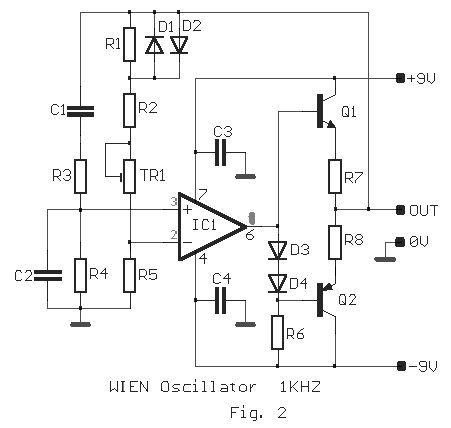 D1 D2
R1
+9V
C1
R2
Q1
C3
R3
TR1
R7
7
3
+
IC1
OUT
2
-
6
R8
0V
4
D3
C2
R4
R5
C4
D4
Q2
R6
-9V
WIEN Oscillator 1KHZ
Fig. 2